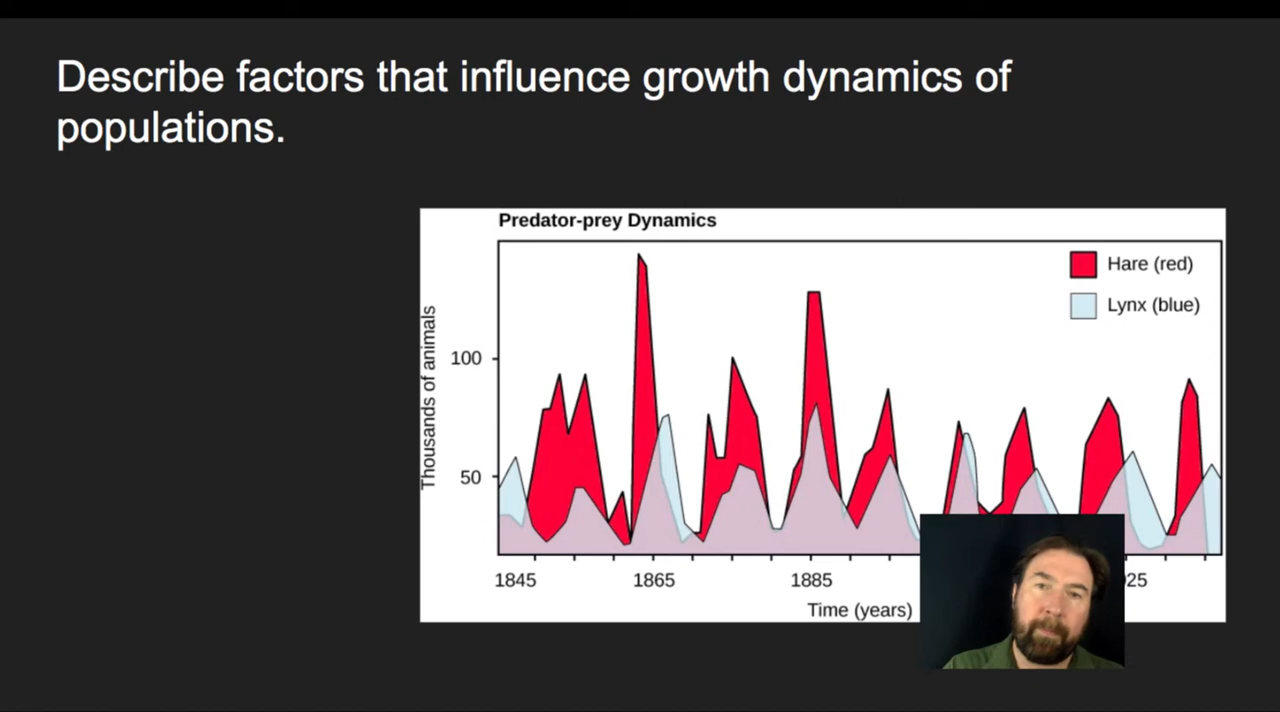 Describe factors that influence growth dynamics of
populations.
Predator-prey Dynamics
Hare (red)
Lynx (blue)
Thousands of animals
100
50
1845 1865 1885 25
Time (years)